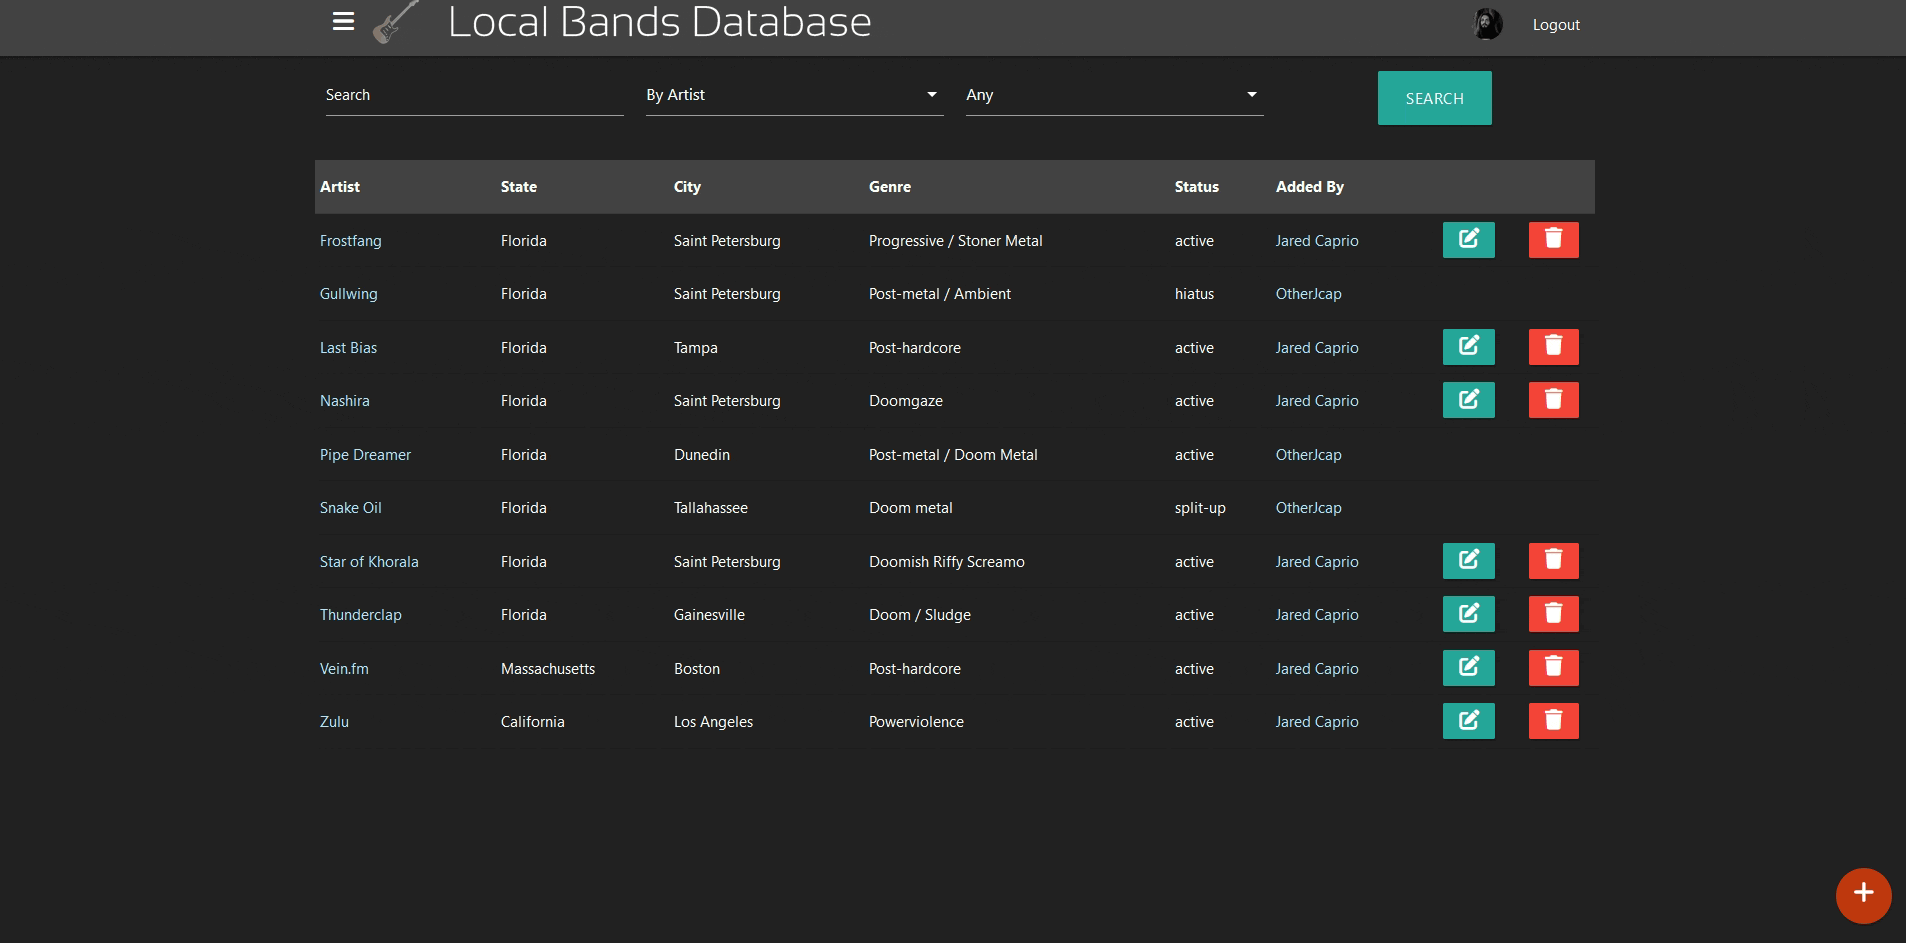 Local Bands Database
Logout
Search By Artist Any SEARCH
Artist State City Genre Status Added By
Frostfang Florida Saint Petersburg Progressive / Stoner Metal active Jared Caprio
Gullwing Florida Saint Petersburg Post-metal / Ambient hiatus OtherJcap
Last Bias Florida Tampa Post-hardcore active Jared Caprio
Nashira Florida Saint Petersburg Doomgaze active Jared Caprio
Pipe Dreamer Florida Dunedin Post-metal / Doom Metal active OtherJcap
Snake Oil Florida Tallahassee Doom metal split-up OtherJcap
Star of Khorala Florida Saint Petersburg Doomish Riffy Screamo active Jared Caprio
Thunderclap Florida Gainesville Doom / Sludge active Jared Caprio
Vein.fm Massachusetts Boston Post-hardcore active Jared Caprio
Zulu California Los Angeles Powerviolence active Jared Caprio